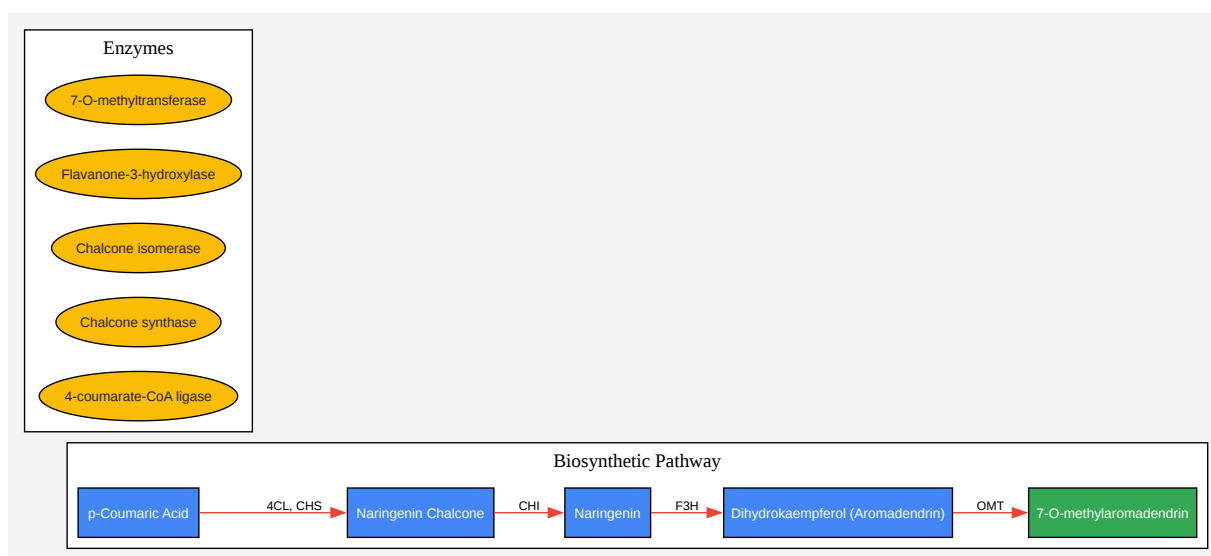 Enzymes
7-O-methyltransferase
Flavanone-3-hydroxylase
Chalcone isomerase
Chalcone synthase
4-coumarate-CoA ligase
Biosynthetic Pathway
p-Coumaric Acid
4CL, CHS
Naringenin Chalcone
CHI
Naringenin
F3H
Dihydrokaempferol (Aromadendrin)
OMT
7-O-methylaromadendrin